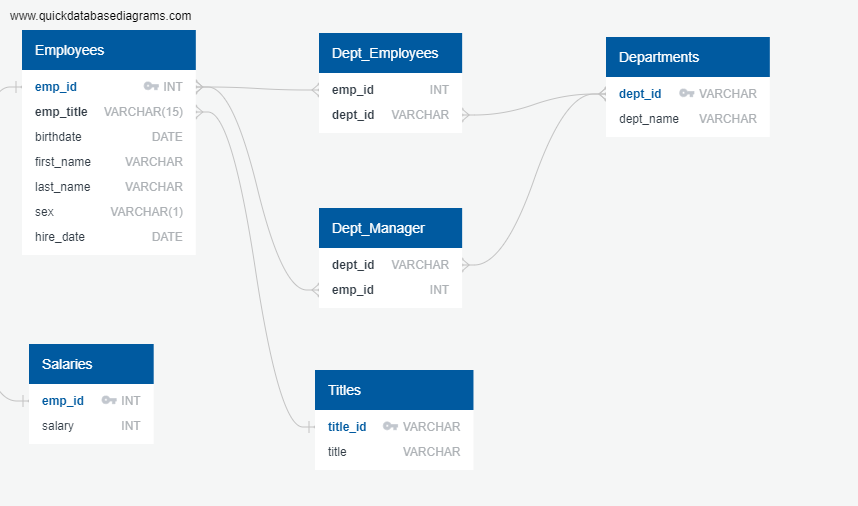 www.quickdatabasediagrams.com
Employees
emp_id INT
emp_title VARCHAR(15)
birthdate DATE
first_name VARCHAR
last_name VARCHAR
sex VARCHAR(1)
hire_date DATE
Dept_Employees
emp_id INT
dept_id VARCHAR
Departments
dept_id VARCHAR
dept_name VARCHAR
Dept_Manager
dept_id VARCHAR
emp_id INT
Salaries
emp_id INT
salary INT
Titles
title_id VARCHAR
title VARCHAR